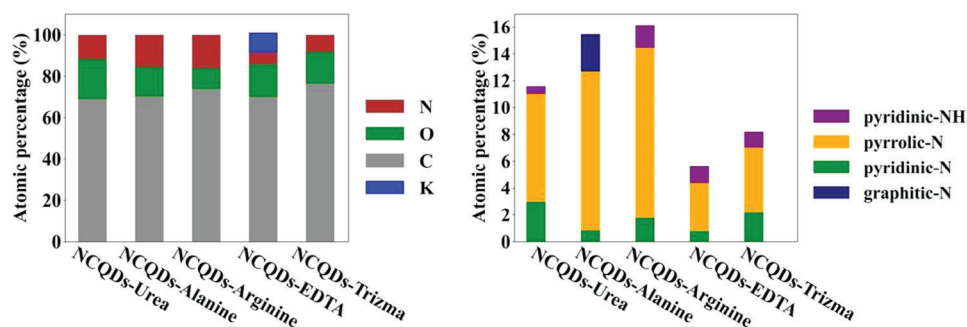 Atomic percentage (%)
100
80
60
40
20
0
NCQDs-Urea
NCQDs-Alanine
NCQDs-Arginine
NCQDs-EDTA
NCQDs-Trizma
N
O
C
K
Atomic percentage (%)
16
14
12
10
8
6
4
2
0
NCQDs-Urea
NCQDs-Alanine
NCQDs-Arginine
NCQDs-EDTA
NCQDs-Trizma
pyridinic-NH
pyrrolic-N
pyridinic-N
graphitic-N